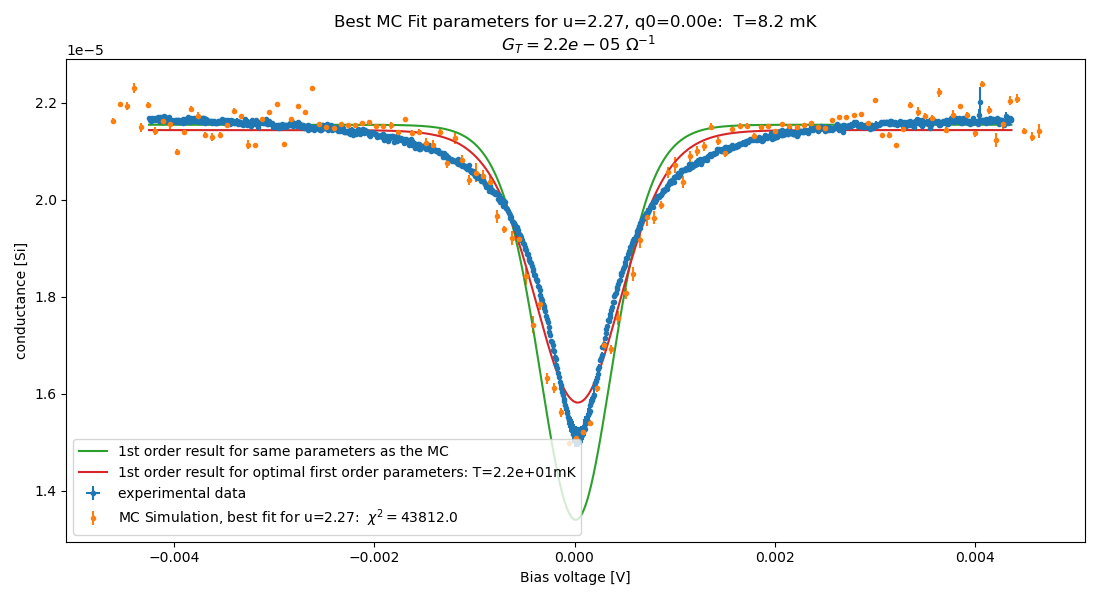 Best MC Fit parameters for u=2.27, q0=0.00e:  T=8.2 mK
$G_T = 2.2e-05\ \Omega^{-1}$
1e−5
2.2
2.0
1.8
1.6
1.4
conductance [Si]
1st order result for same parameters as the MC
1st order result for optimal first order parameters: T=2.2e+01mK
experimental data
MC Simulation, best fit for u=2.27:  χ² = 43812.0
−0.004 −0.002 0.000 0.002 0.004
Bias voltage [V]